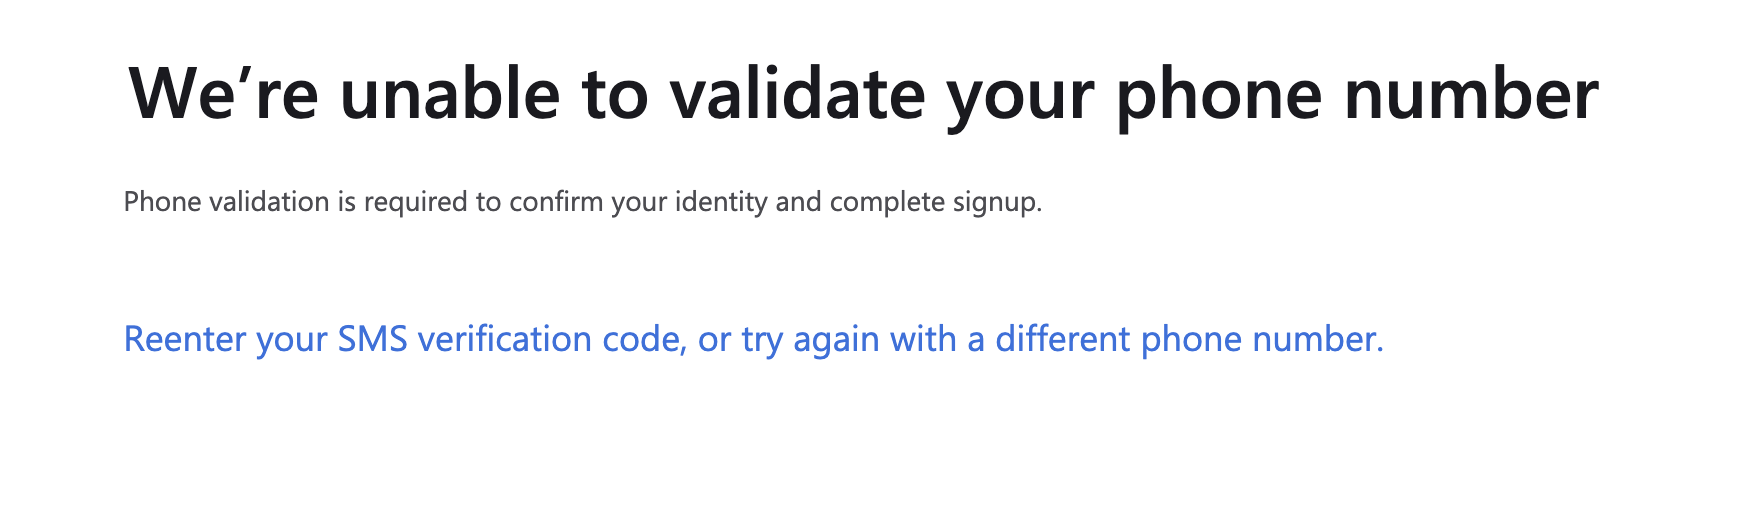 We’re unable to validate your phone number
Phone validation is required to confirm your identity and complete signup.
Reenter your SMS verification code, or try again with a different phone number.